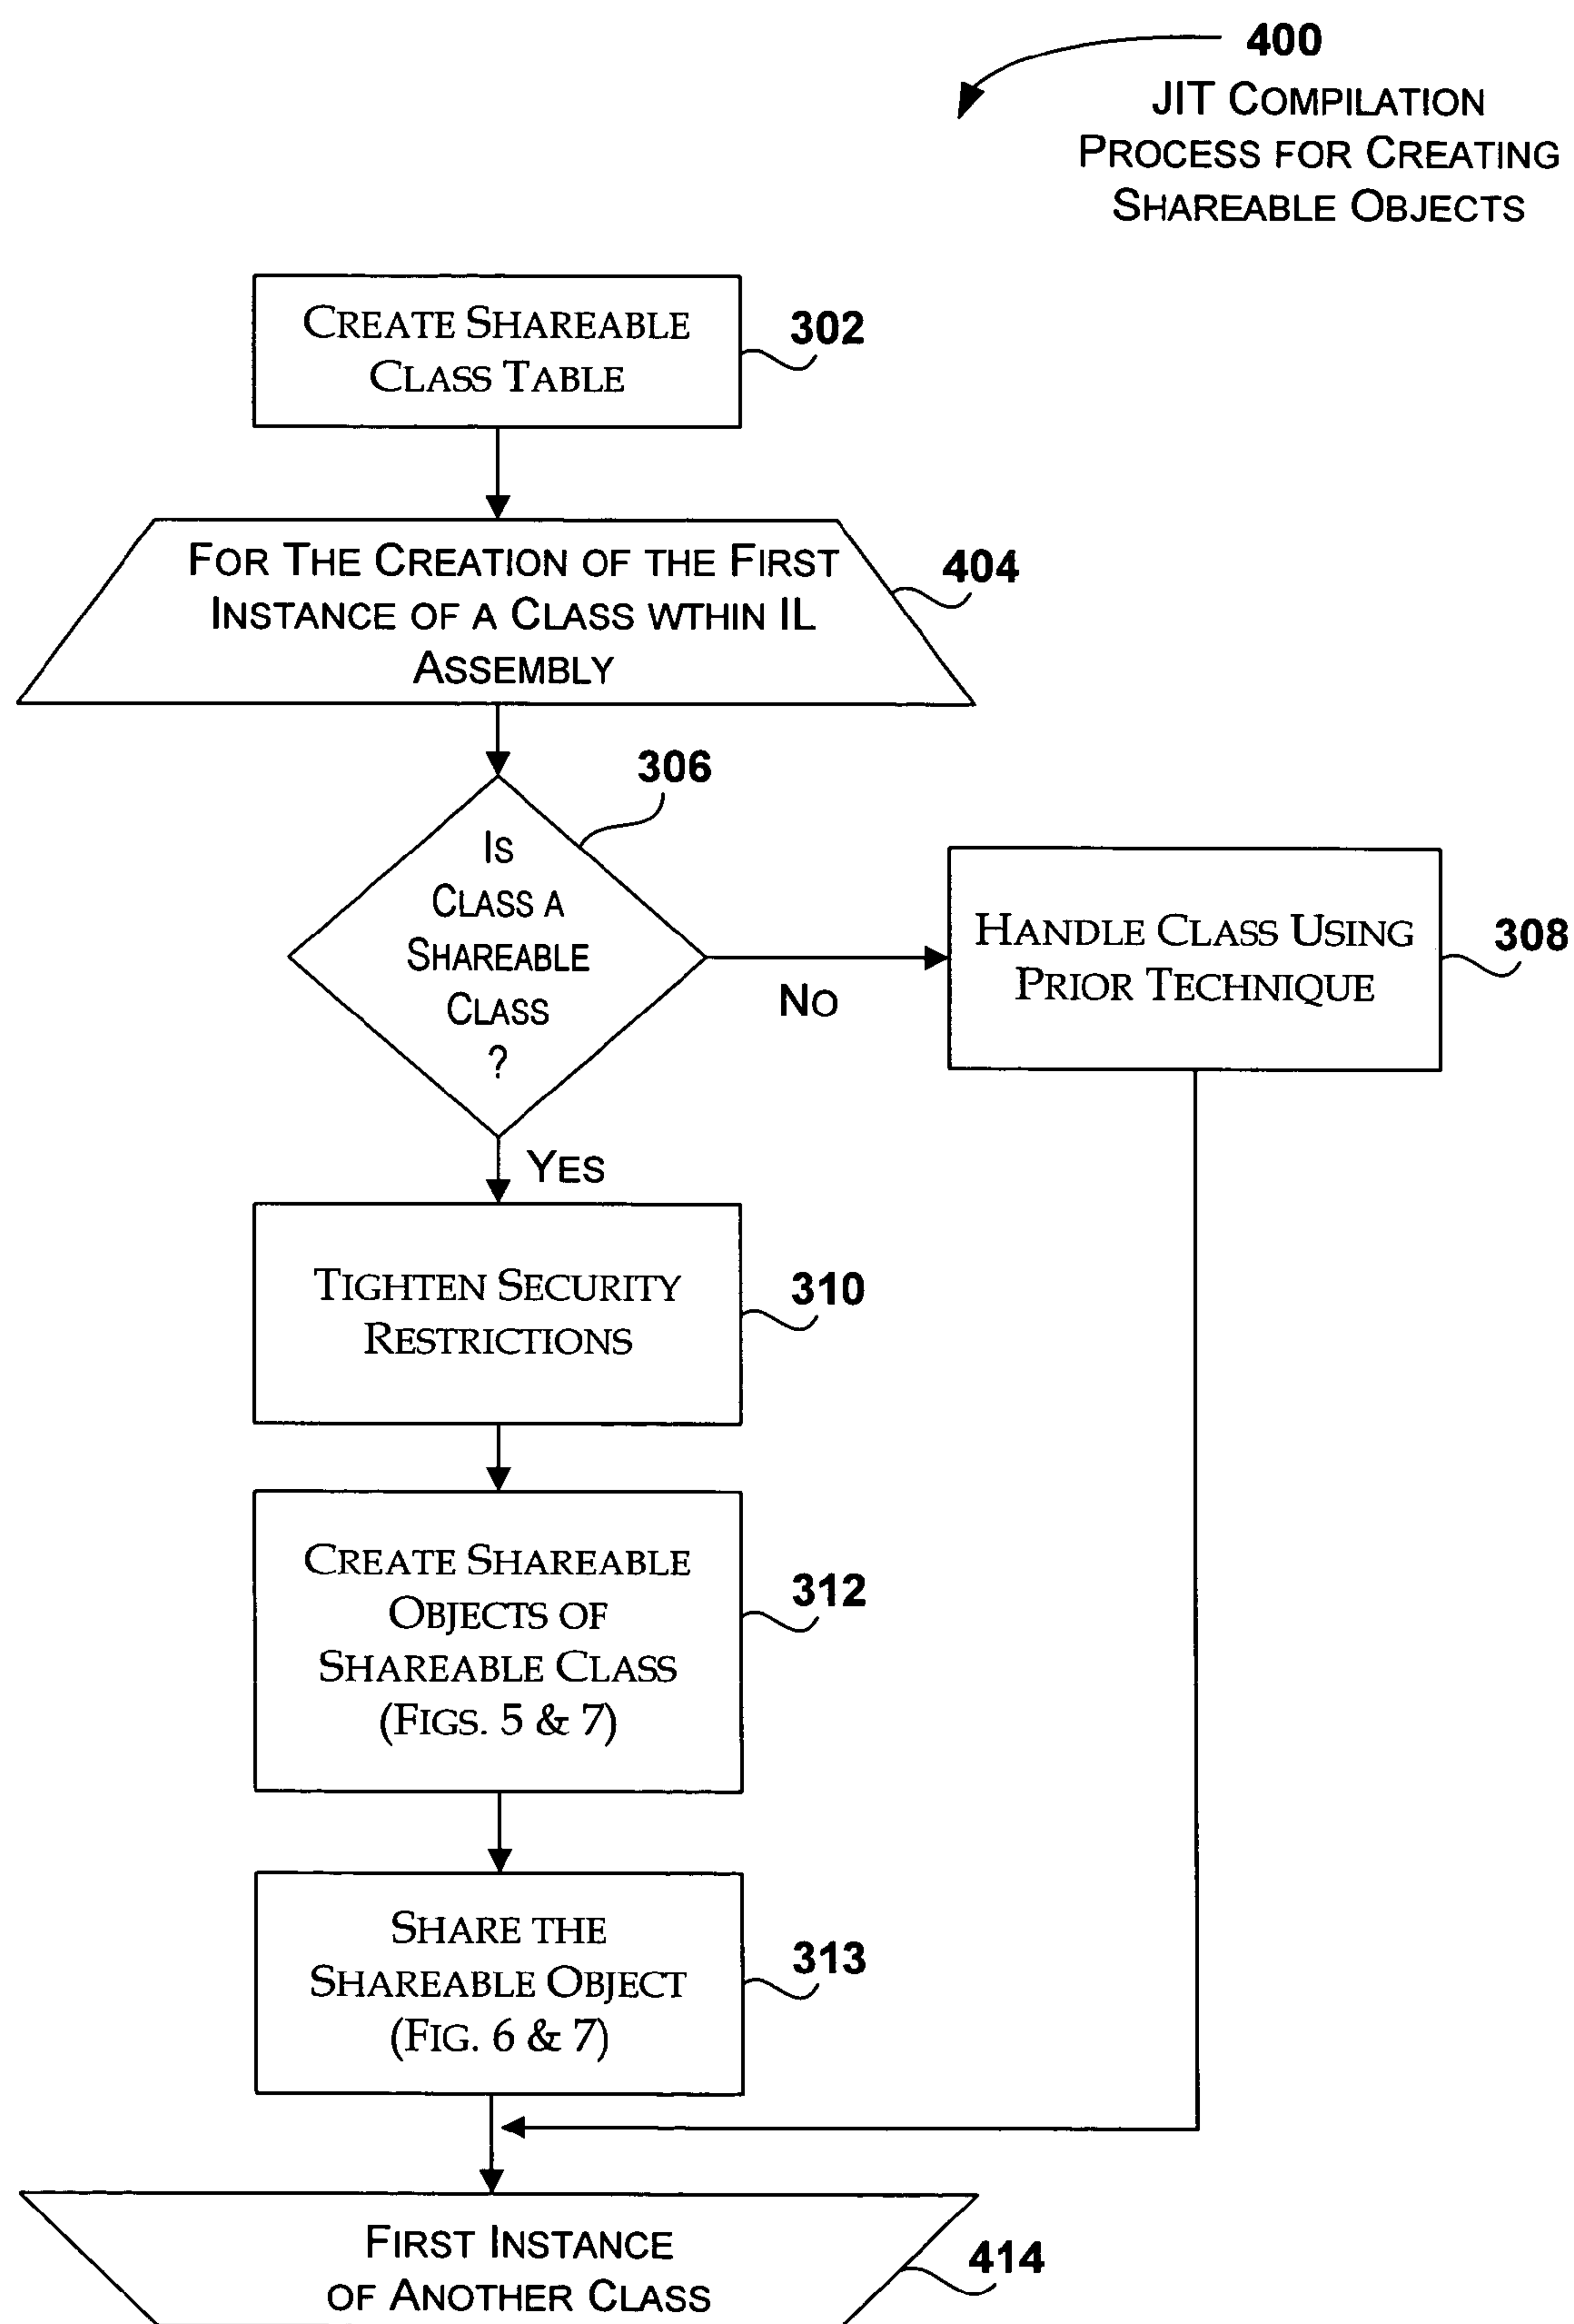 400
JIT COMPILATION
PROCESS FOR CREATING
SHAREABLE OBJECTS
CREATE SHAREABLE
CLASS TABLE
302
FOR THE CREATION OF THE FIRST
INSTANCE OF A CLASS WTHIN IL
ASSEMBLY
404
306
IS
CLASS A
SHAREABLE
CLASS
?
NO
HANDLE CLASS USING
PRIOR TECHNIQUE
308
YES
TIGHTEN SECURITY
RESTRICTIONS
310
CREATE SHAREABLE
OBJECTS OF
SHAREABLE CLASS
(FIGS. 5 & 7)
312
SHARE THE
SHAREABLE OBJECT
(FIG. 6 & 7)
313
FIRST INSTANCE
OF ANOTHER CLASS
414